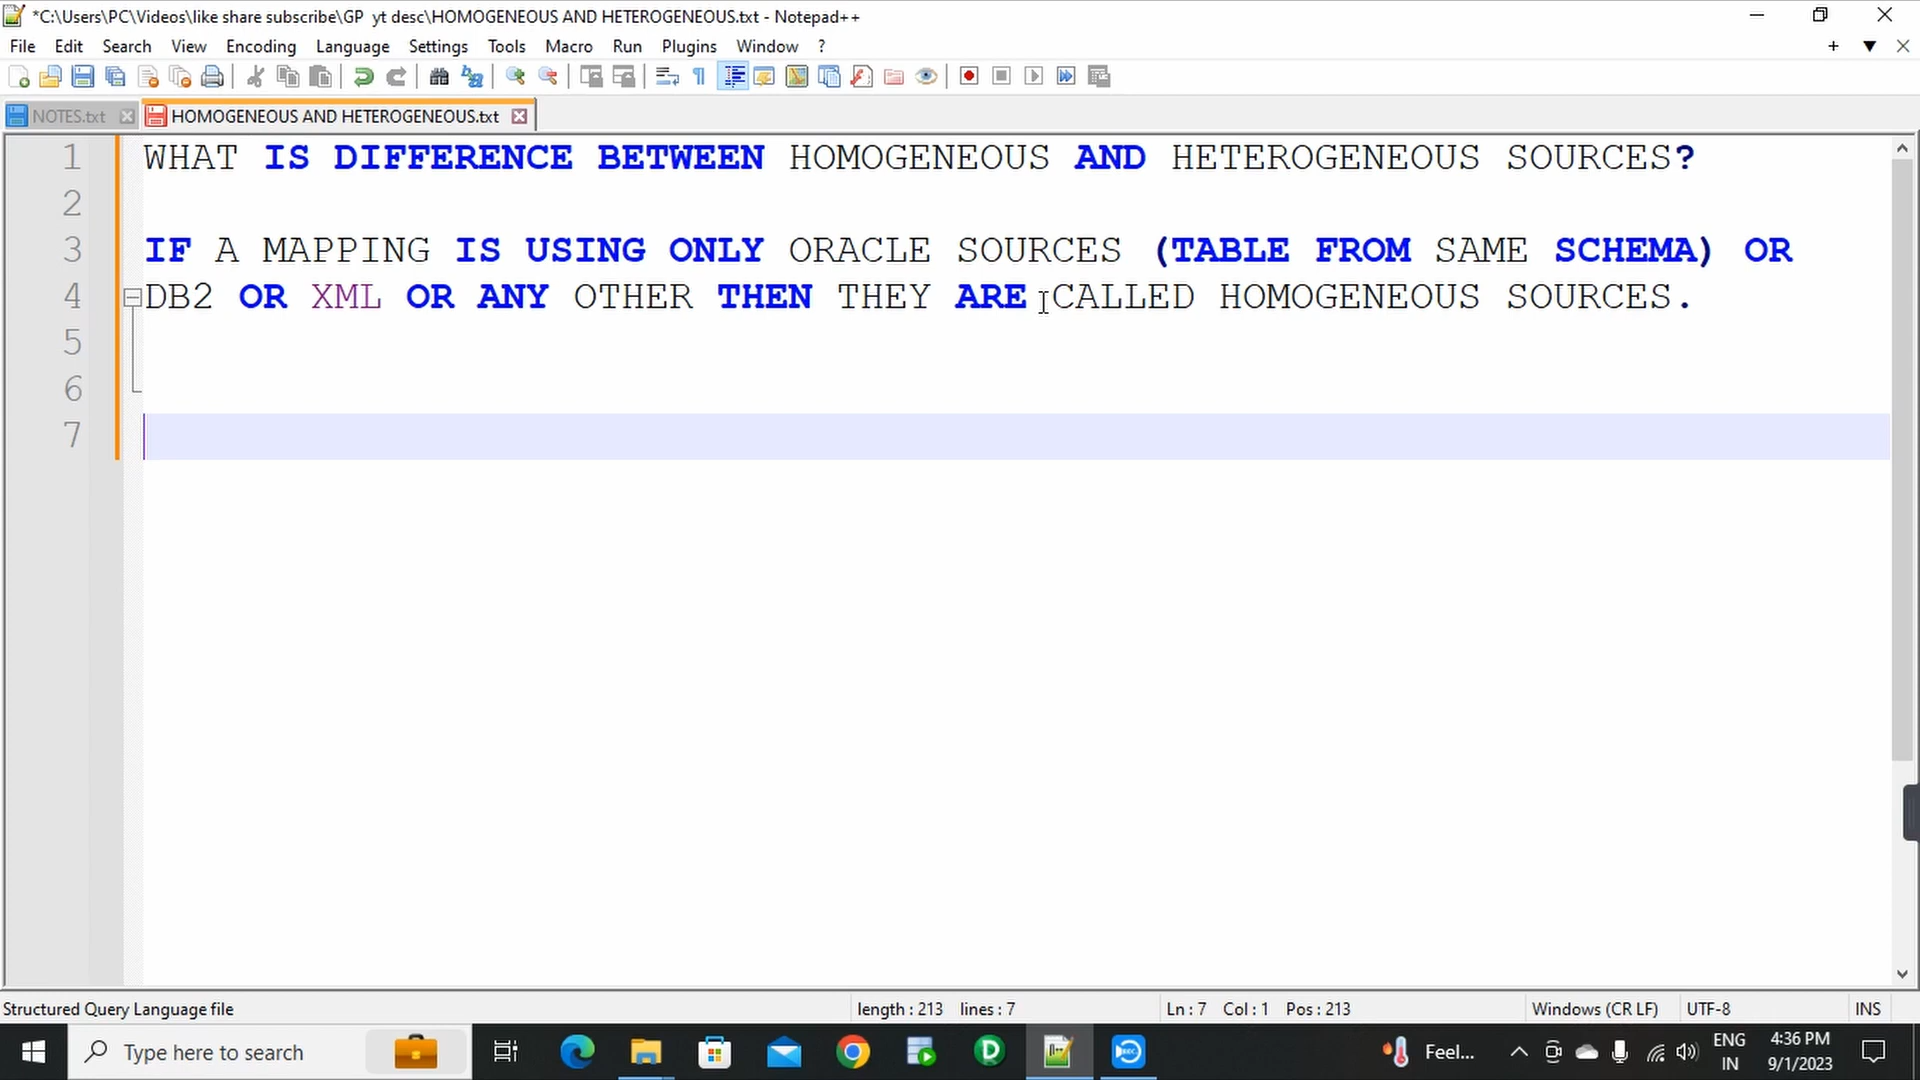 *C:\Users\PC\Videos\like share subscribe\GP  yt desc\HOMOGENEOUS AND HETEROGENEOUS.txt - Notepad++
File Edit Search View Encoding Language Settings Tools Macro Run Plugins Window ?
NOTES.txt HOMOGENEOUS AND HETEROGENEOUS.txt
1 WHAT IS DIFFERENCE BETWEEN HOMOGENEOUS AND HETEROGENEOUS SOURCES?
2
3 IF A MAPPING IS USING ONLY ORACLE SOURCES (TABLE FROM SAME SCHEMA) OR
4 DB2 OR XML OR ANY OTHER THEN THEY ARE CALLED HOMOGENEOUS SOURCES.
5
6
7
Structured Query Language file length : 213 lines : 7 Ln : 7 Col : 1 Pos : 213 Windows (CR LF) UTF-8 INS
Type here to search Feel... ENG 4:36 PM
IN 9/1/2023